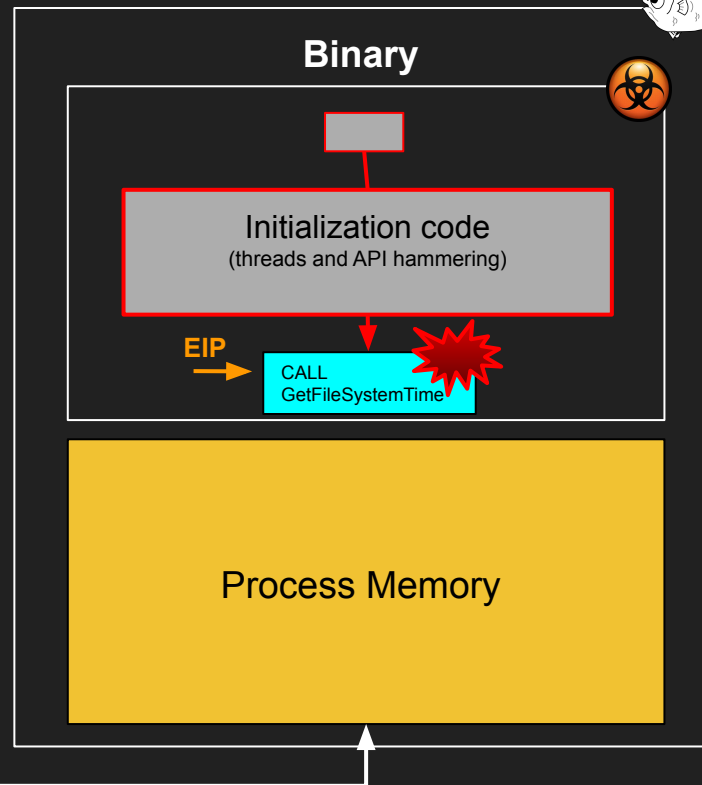 Binary
Initialization code
(threads and API hammering)
EIP
CALL
GetFileSystemTime
Process Memory